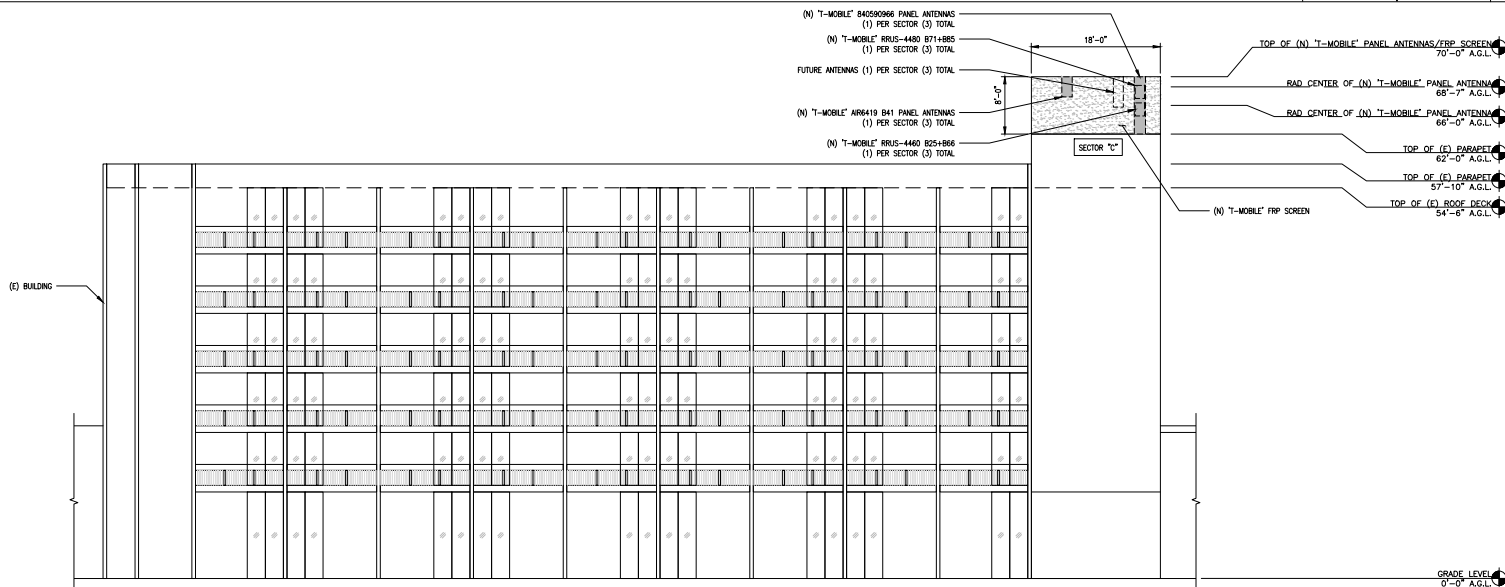 (N) 'T-MOBILE' 840590966 PANEL ANTENNAS
(1) PER SECTOR (3) TOTAL
(N) 'T-MOBILE' RRUS-4480 B71+B85
(1) PER SECTOR (3) TOTAL
FUTURE ANTENNAS (1) PER SECTOR (3) TOTAL
(N) 'T-MOBILE' AIR6419 B41 PANEL ANTENNAS
(1) PER SECTOR (3) TOTAL
(N) 'T-MOBILE' RRUS-4460 B25+B66
(1) PER SECTOR (3) TOTAL
18'-0"
8'-0"
SECTOR "C"
TOP OF (N) 'T-MOBILE' PANEL ANTENNAS/FRP SCREEN
70'-0" A.G.L.
RAD CENTER OF (N) 'T-MOBILE' PANEL ANTENNA
68'-7" A.G.L.
RAD CENTER OF (N) 'T-MOBILE' PANEL ANTENNA
66'-0" A.G.L.
TOP OF (E) PARAPET
62'-0" A.G.L.
TOP OF (E) PARAPET
57'-10" A.G.L.
TOP OF (E) ROOF DECK
54'-6" A.G.L.
(N) 'T-MOBILE' FRP SCREEN
(E) BUILDING
GRADE LEVEL
0'-0" A.G.L.